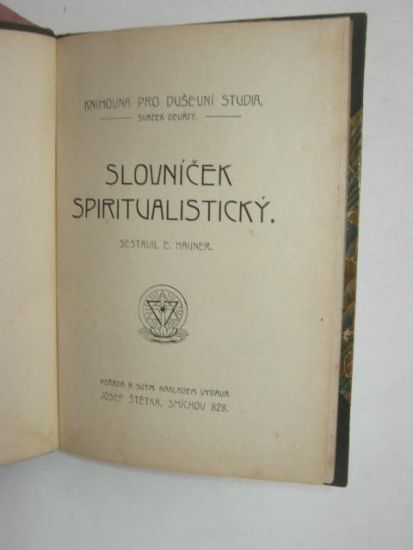 KNIHOVNA PRO DUŠEVNÍ STUDIA.
SVAZEK DEVÁTÝ.
SLOVNÍČEK
SPIRITUALISTICKÝ.
SESTAVIL E. HAUNER.
POŘÁDÁ A SVÝM NÁKLADEM VYDÁVÁ
JOSEF ŠTĚTKA, SMÍCHOV 828.